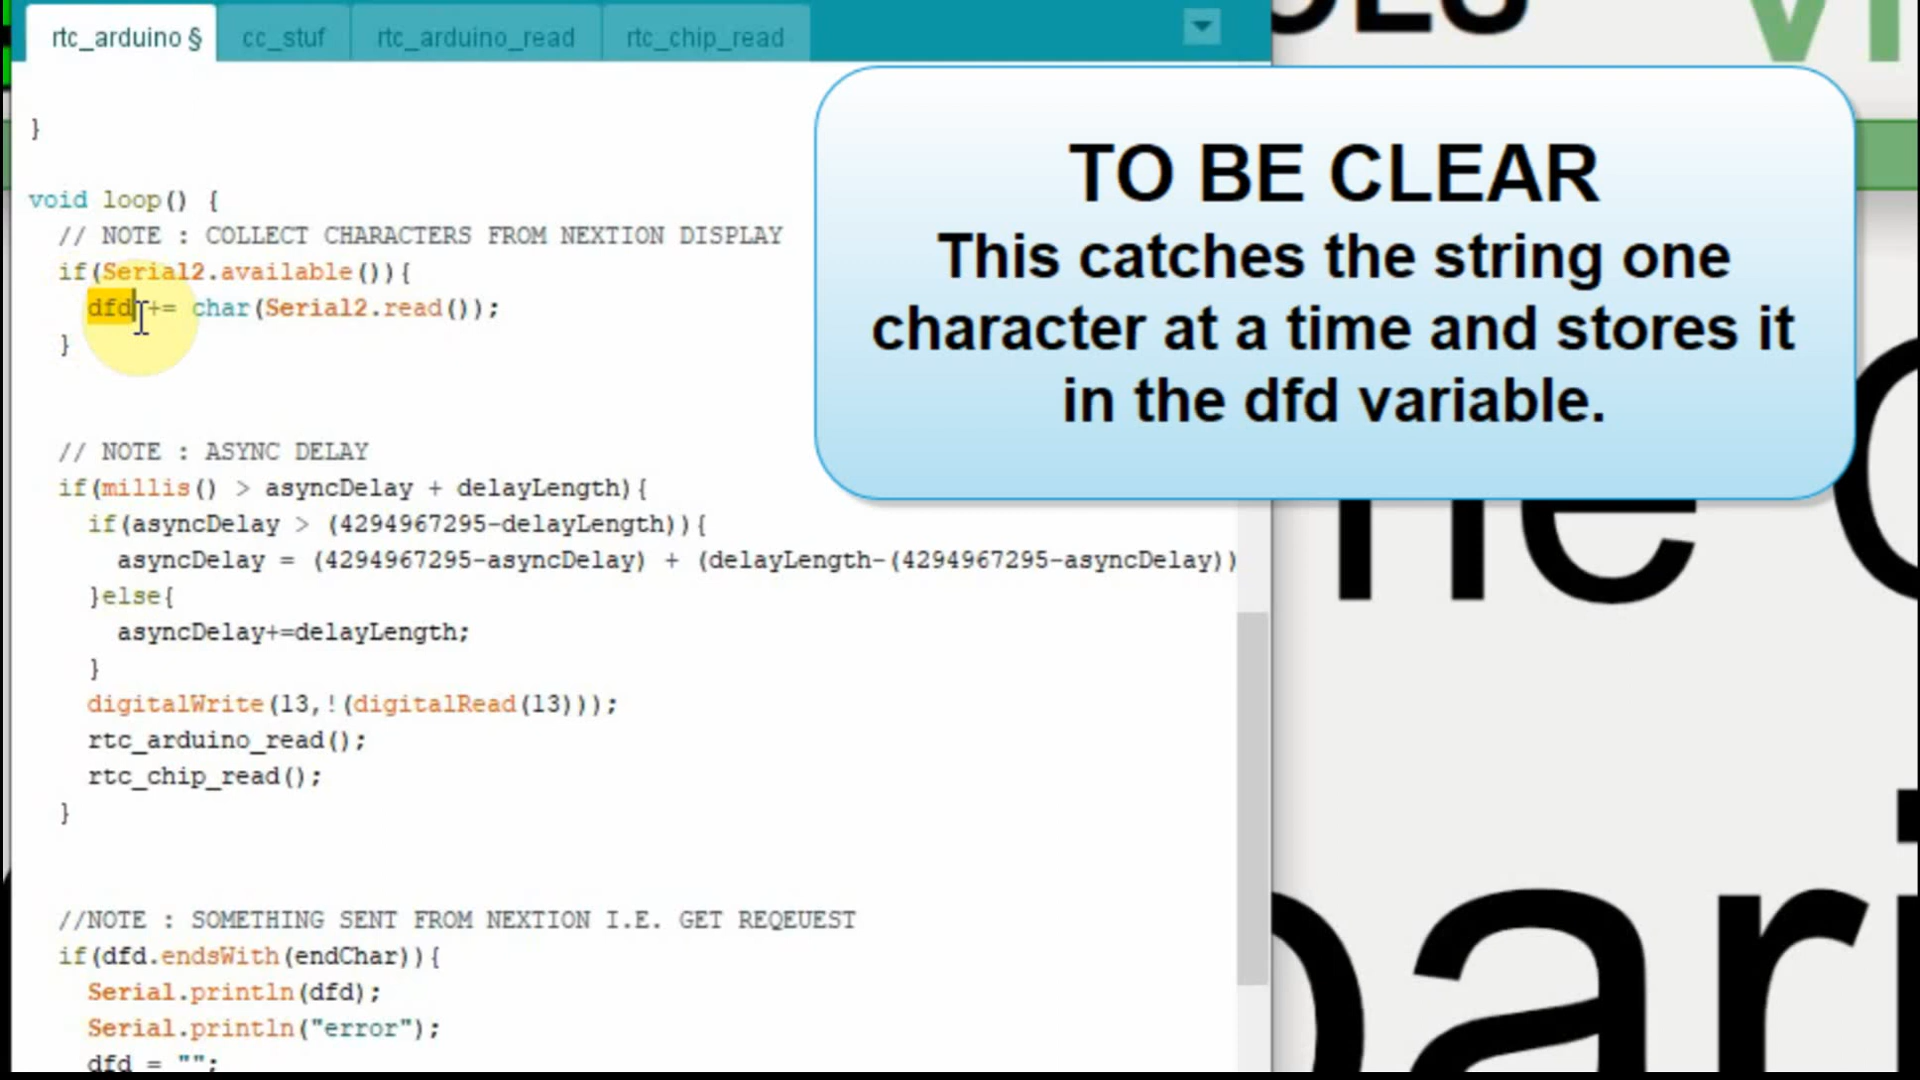 rtc_arduino § cc_stuf rtc_arduino_read rtc_chip_read
}
void loop() {
// NOTE : COLLECT CHARACTERS FROM NEXTION DISPLAY
if(Serial2.available()){
dfd += char(Serial2.read());
}
TO BE CLEAR
This catches the string one
character at a time and stores it
in the dfd variable.
// NOTE : ASYNC DELAY
if(millis() > asyncDelay + delayLength){
if(asyncDelay > (4294967295-delayLength)){
asyncDelay = (4294967295-asyncDelay) + (delayLength-(4294967295-asyncDelay))
}else{
asyncDelay+=delayLength;
}
digitalWrite(13,!(digitalRead(13)));
rtc_arduino_read();
rtc_chip_read();
}
//NOTE : SOMETHING SENT FROM NEXTION I.E. GET REQEUEST
if(dfd.endsWith(endChar)){
Serial.println(dfd);
Serial.println("error");
dfd = "";